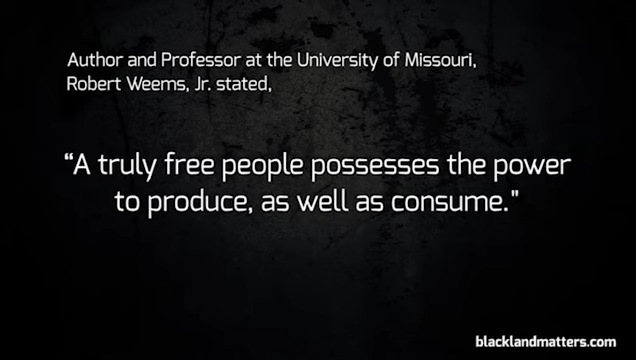 Author and Professor at the University of Missouri,
Robert Weems, Jr. stated,
“A truly free people possesses the power
to produce, as well as consume."
blacklandmatters.com